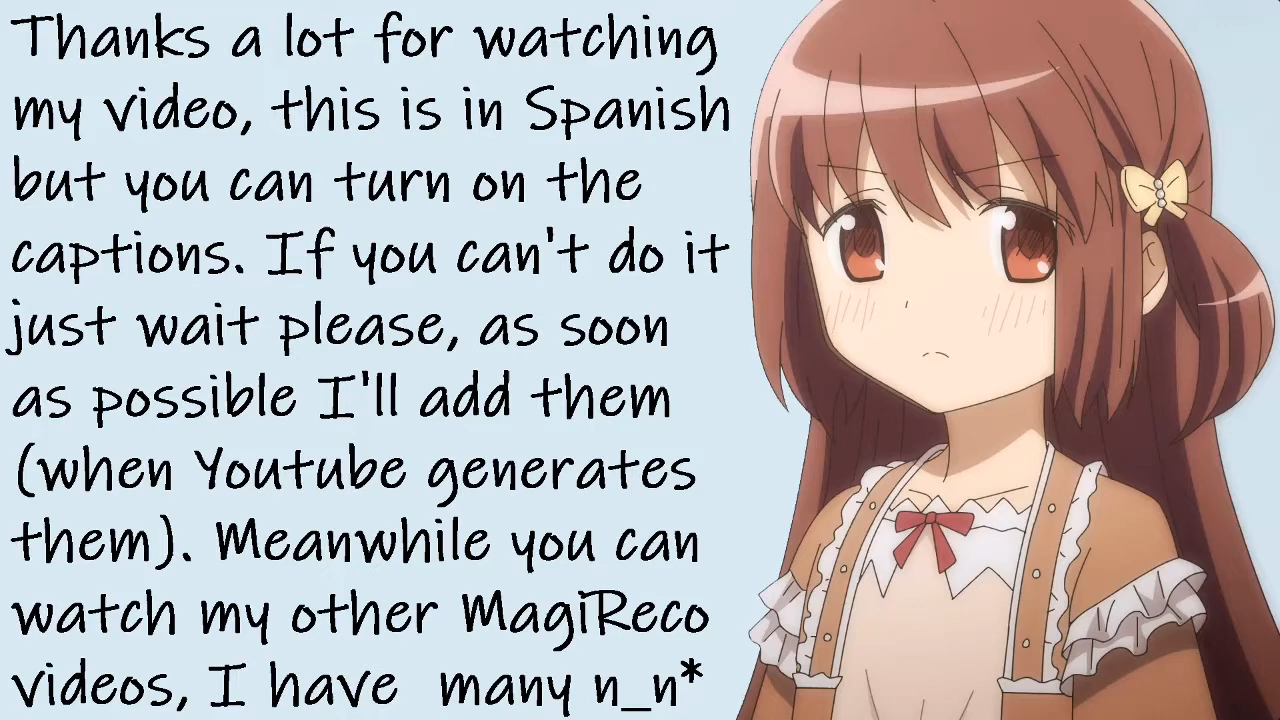 Thanks a lot for watching
my video, this is in Spanish
but you can turn on the
captions. If you can't do it
just wait please, as soon
as possible I'll add them
(when Youtube generates
them). Meanwhile you can
watch my other MagiReco
videos, I have  many n_n*